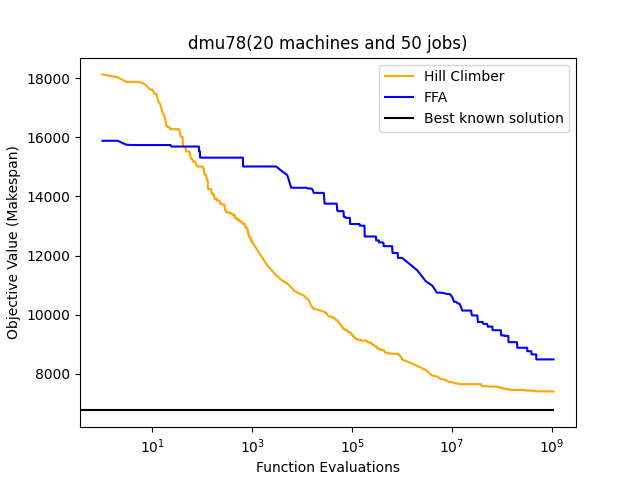 dmu78(20 machines and 50 jobs)
Hill Climber
FFA
Best known solution
Objective Value (Makespan)
18000
16000
14000
12000
10000
8000
10^1 10^3 10^5 10^7 10^9
Function Evaluations